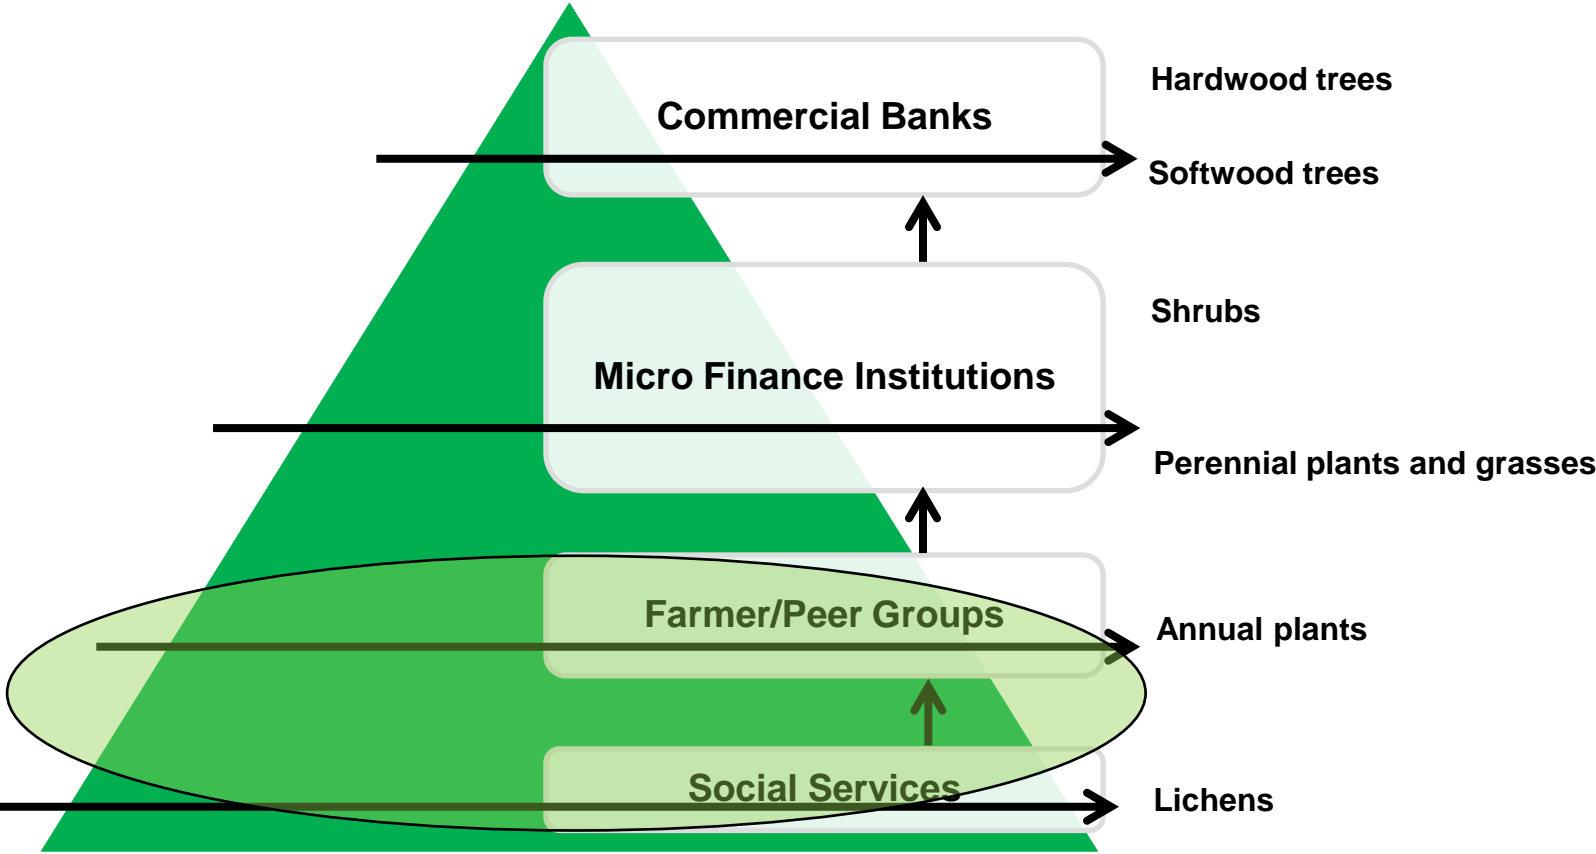 Hardwood trees
Commercial Banks
Softwood trees
Shrubs
Micro Finance Institutions
Perennial plants and grasses
Farmer/Peer Groups
Annual plants
Social Services
Lichens